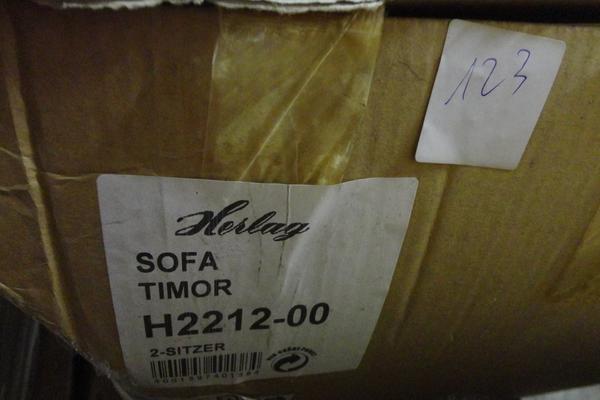 123
Herlag
SOFA
TIMOR
H2212-00
2-SITZER